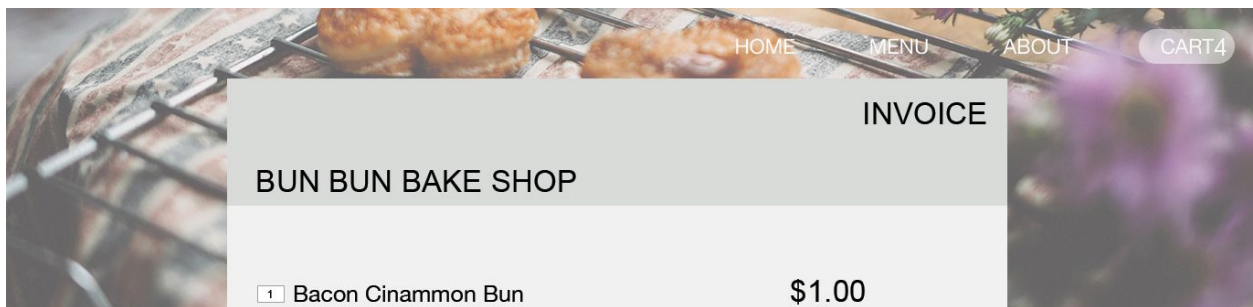 HOME MENU ABOUT CART4
INVOICE
BUN BUN BAKE SHOP
1 Bacon Cinammon Bun $1.00